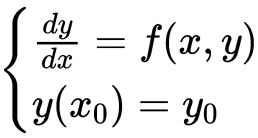 dy/dx = f(x, y)
y(x₀) = y₀